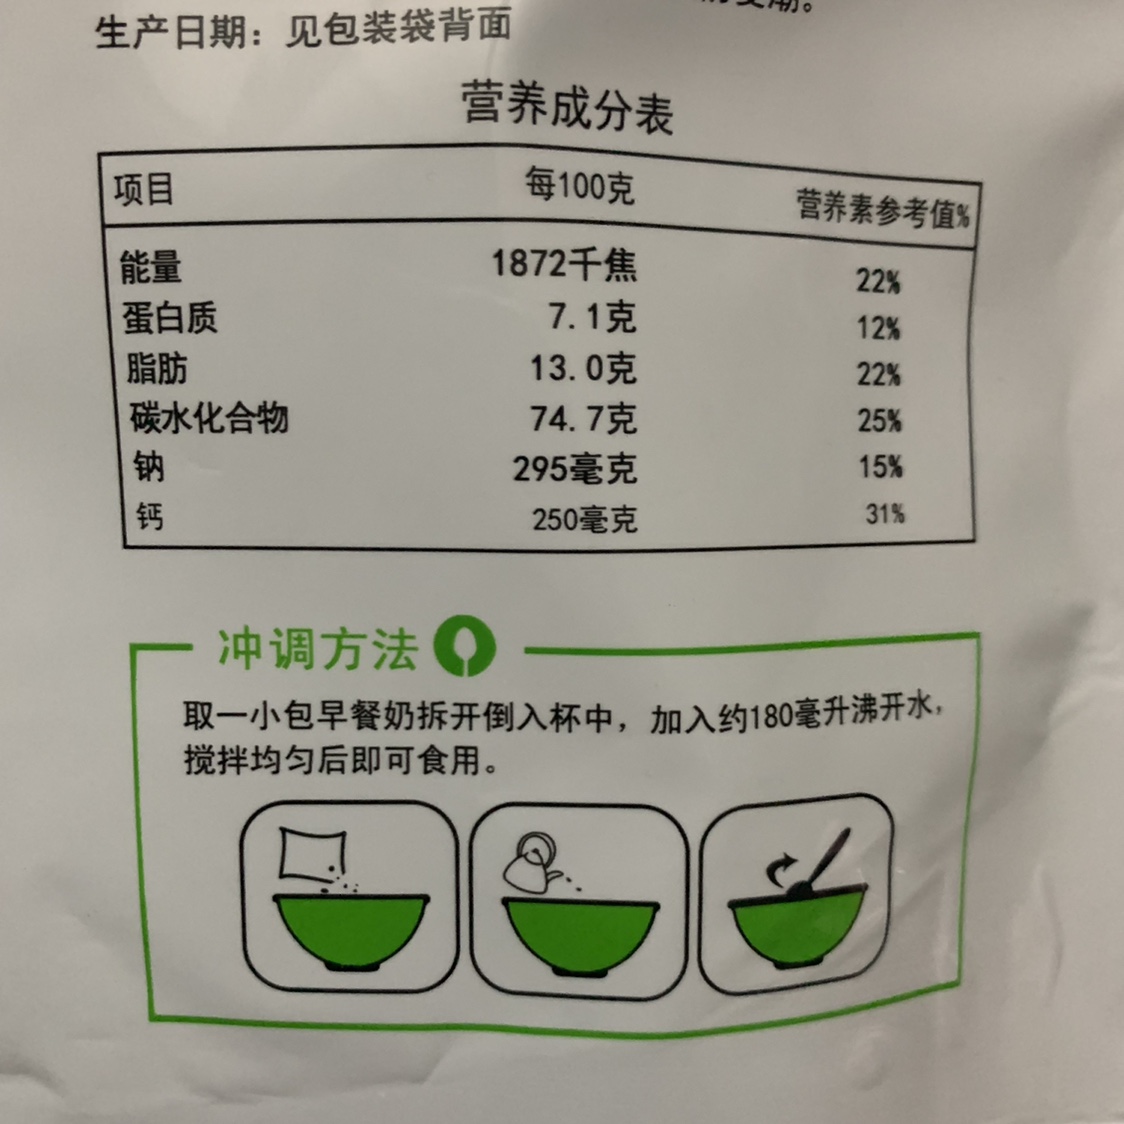 生产日期：见包装袋背面
营养成分表
项目 每100克 营养素参考值%
能量 1872千焦 22%
蛋白质 7.1克 12%
脂肪 13.0克 22%
碳水化合物 74.7克 25%
钠 295毫克 15%
钙 250毫克 31%
冲调方法
取一小包早餐奶拆开倒入杯中，加入约180毫升沸开水，
搅拌均匀后即可食用。